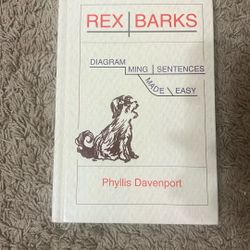 REX BARKS
DIAGRAM
MING SENTENCES
MADE EASY
Phyllis Davenport